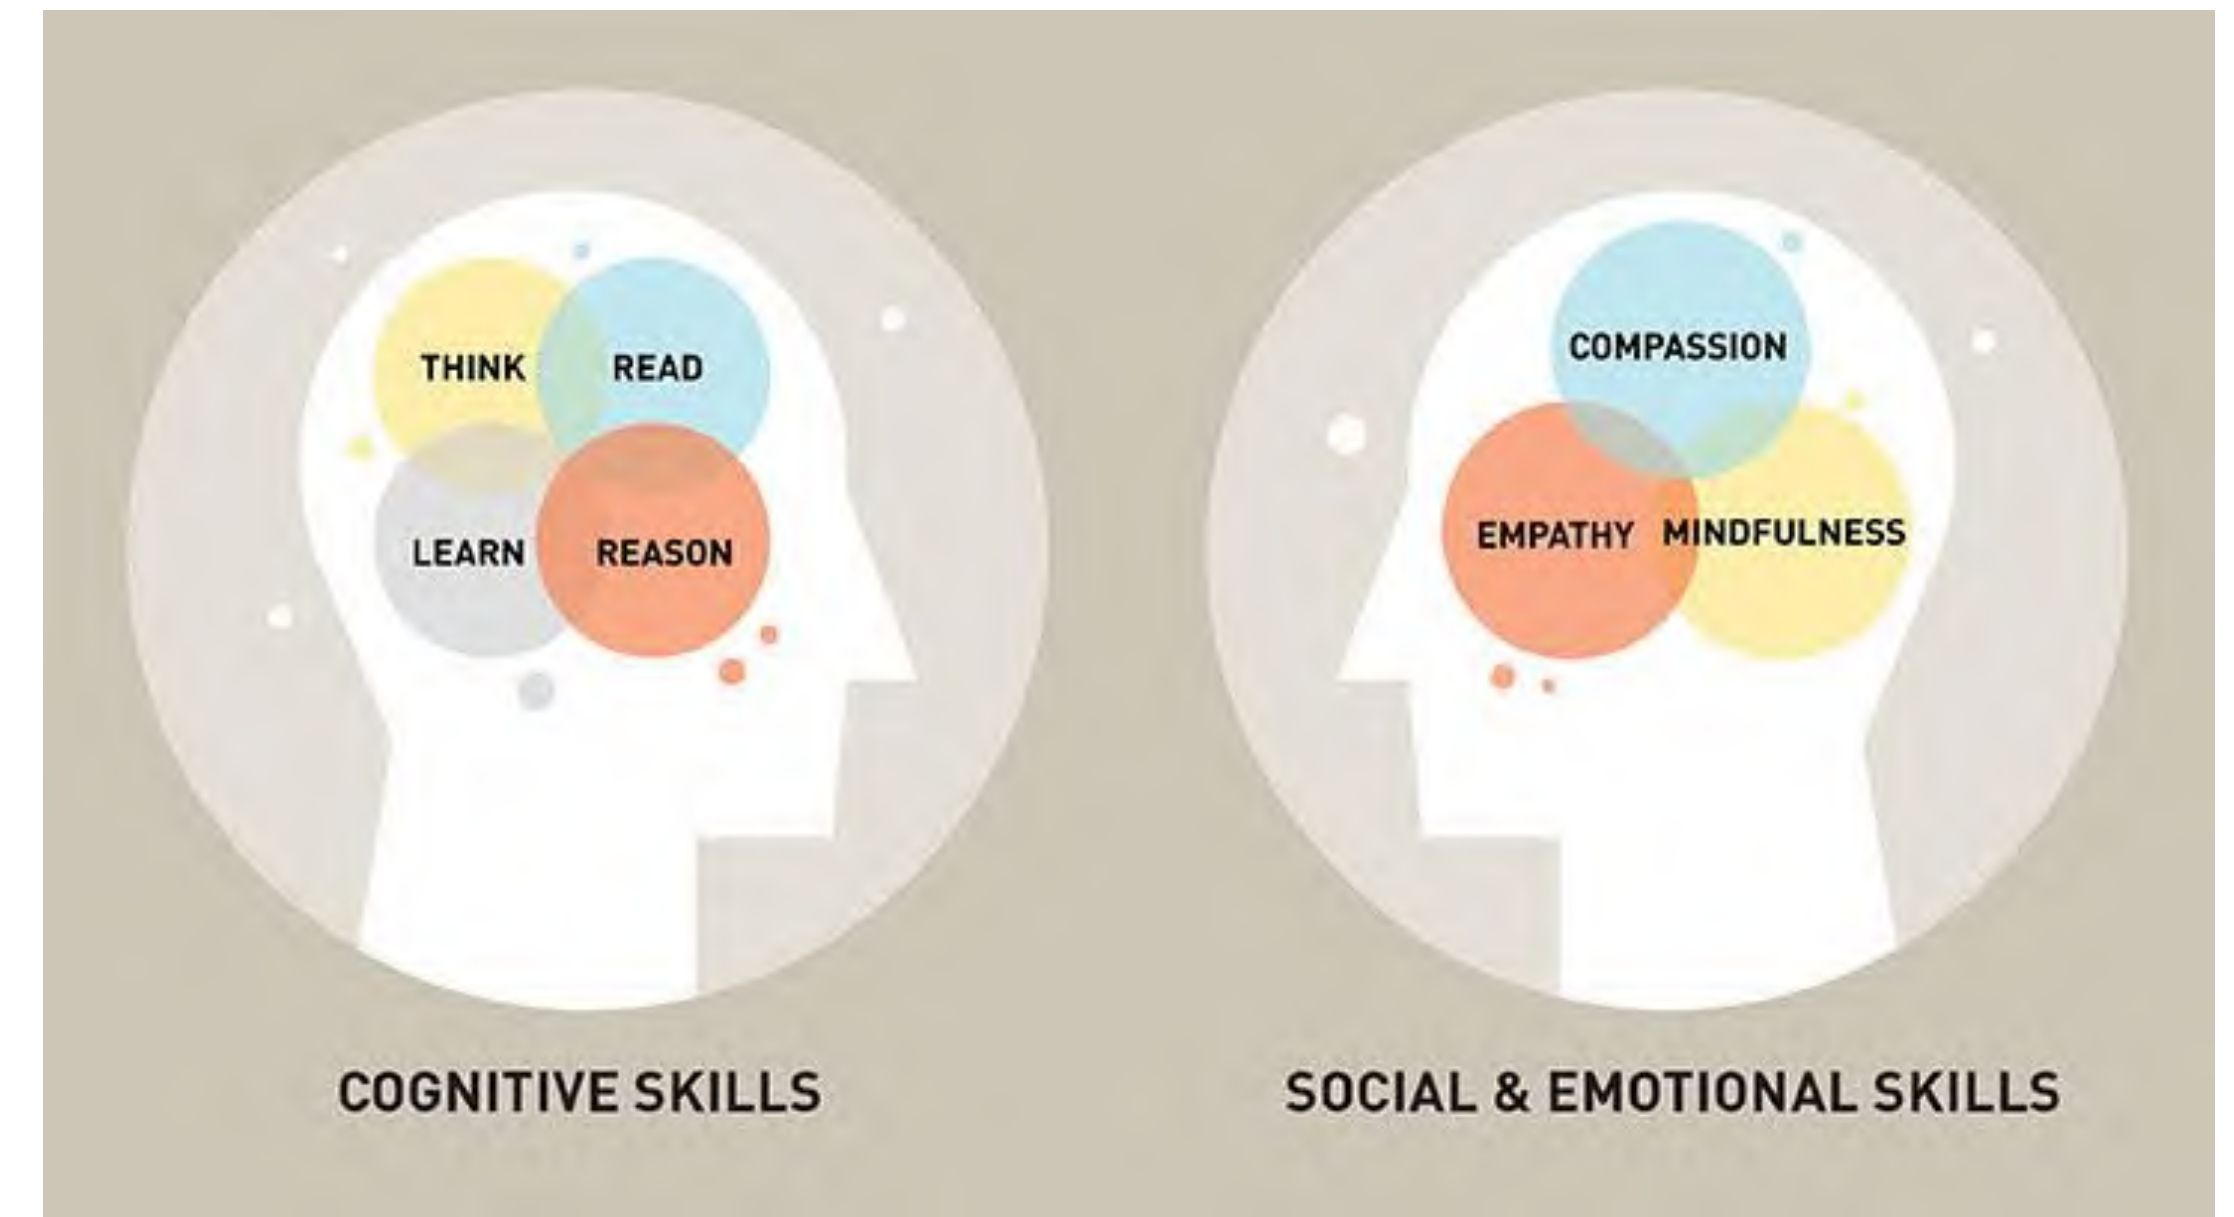 THINK READ
LEARN REASON
COGNITIVE SKILLS
COMPASSION
EMPATHY MINDFULNESS
SOCIAL & EMOTIONAL SKILLS